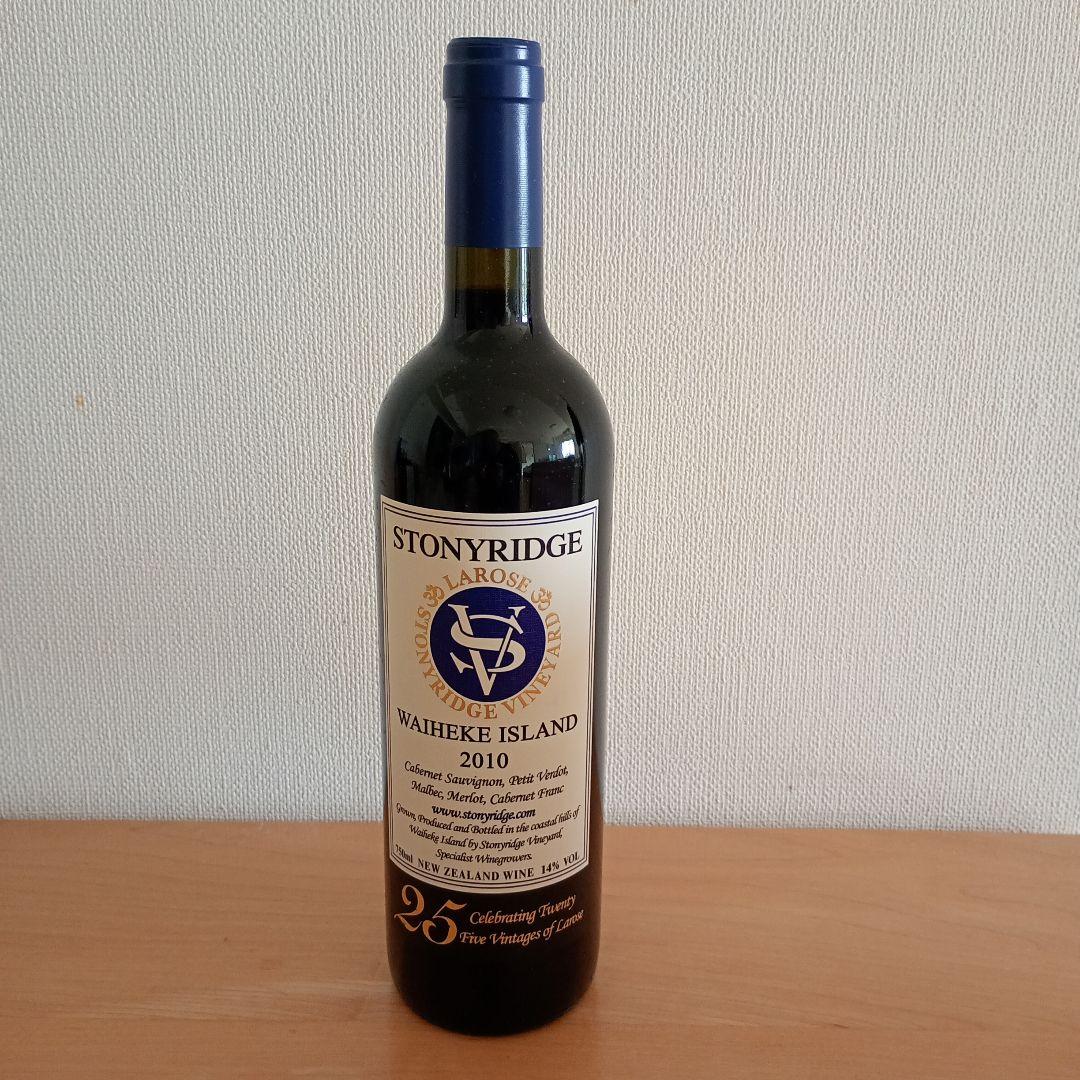 STONYRIDGE
ॐ LAROSE ॐ
STONYRIDGE VINEYARD
SV
WAIHEKE ISLAND
2010
Cabernet Sauvignon, Petit Verdot,
Malbec, Merlot, Cabernet Franc
www.stonyridge.com
Grown, Produced and Bottled in the coastal hills of
Waiheke Island by Stonyridge Vineyard,
Specialist Winegrowers.
750ml NEW ZEALAND WINE 14% VOL
25 Celebrating Twenty
Five Vintages of Larose